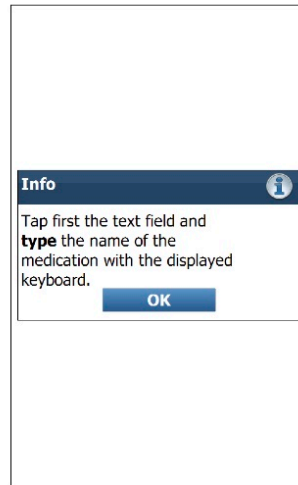 Info
Tap first the text field and
type the name of the
medication with the displayed
keyboard.
OK